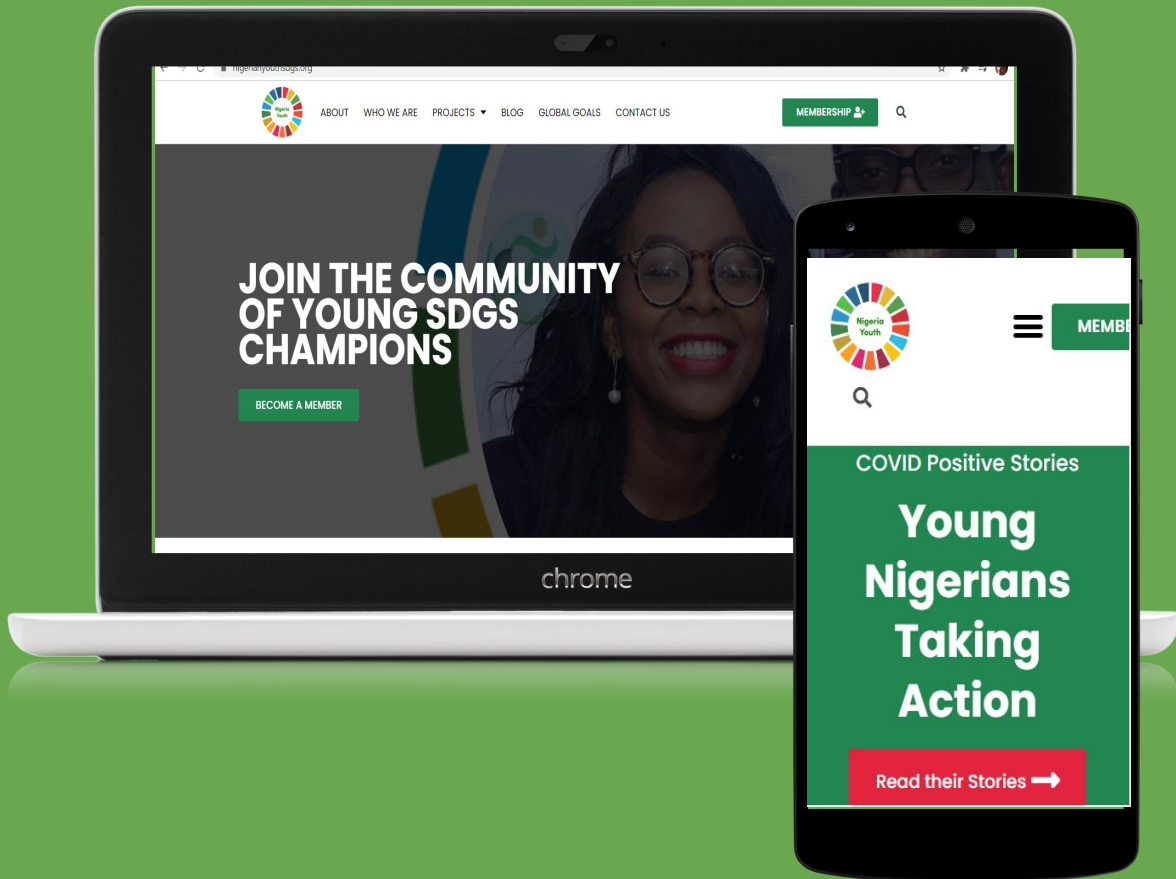 nigerianyouthsdgs.org
Nigeria
Youth
ABOUT WHO WE ARE PROJECTS BLOG GLOBAL GOALS CONTACT US
MEMBERSHIP
JOIN THE COMMUNITY
OF YOUNG SDGS
CHAMPIONS
BECOME A MEMBER
chrome
Nigeria
Youth
MEMBE
COVID Positive Stories
Young
Nigerians
Taking
Action
Read their Stories